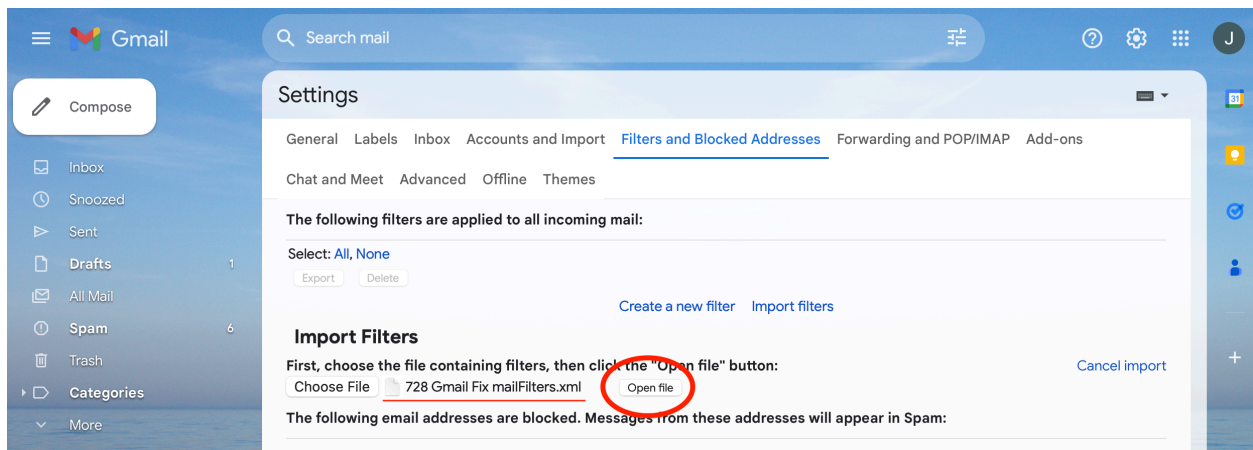 Gmail
Search mail
J
Compose
Inbox
Snoozed
Sent
Drafts 1
All Mail
Spam 6
Trash
Categories
More
Settings
General Labels Inbox Accounts and Import Filters and Blocked Addresses Forwarding and POP/IMAP Add-ons
Chat and Meet Advanced Offline Themes
The following filters are applied to all incoming mail:
Select: All, None
Export Delete
Create a new filter Import filters
Import Filters
First, choose the file containing filters, then click the "Open file" button: Cancel import
Choose File 728 Gmail Fix mailFilters.xml Open file
The following email addresses are blocked. Messages from these addresses will appear in Spam:
31